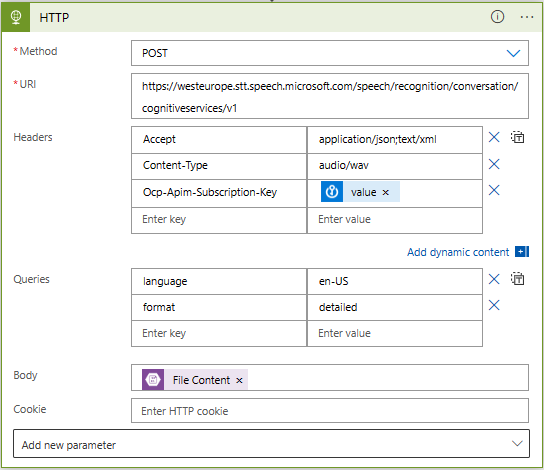 HTTP
* Method POST
* URI https://westeurope.stt.speech.microsoft.com/speech/recognition/conversation/
cognitiveservices/v1
Headers Accept application/json;text/xml
Content-Type audio/wav
Ocp-Apim-Subscription-Key value ×
Enter key Enter value
Add dynamic content
Queries language en-US
format detailed
Enter key Enter value
Body File Content ×
Cookie Enter HTTP cookie
Add new parameter